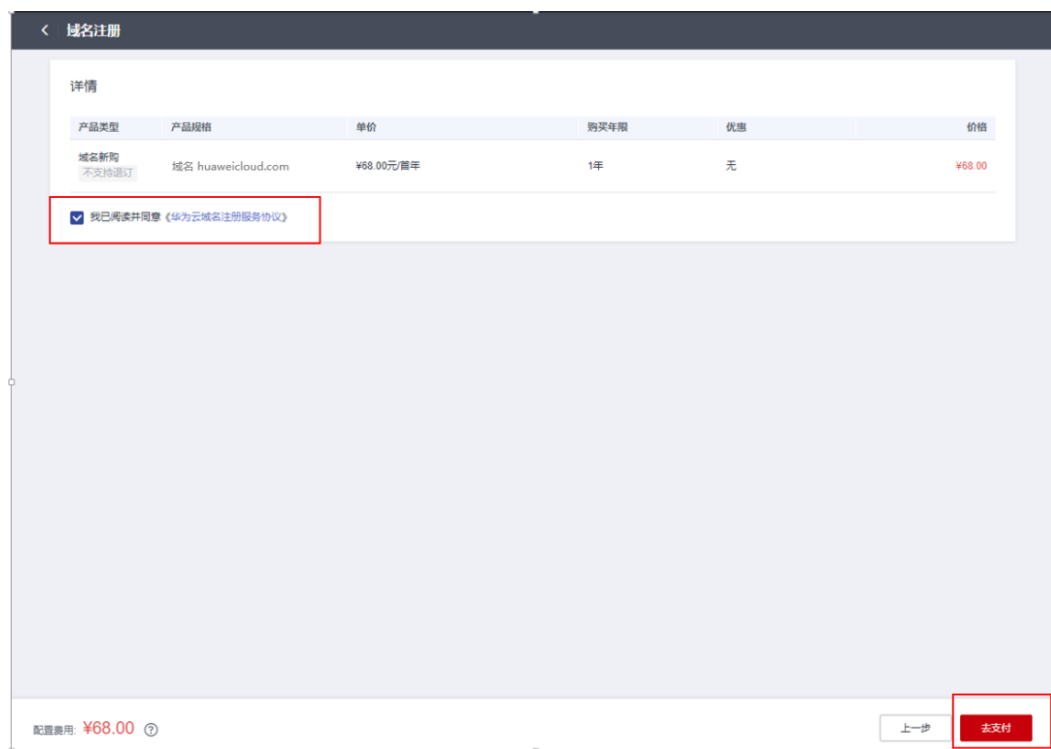 < 域名注册
详情
产品类型 产品规格 单价 购买年限 优惠 价格
域名新购
不支持退订
域名 huaweicloud.com ¥68.00元/首年 1年 无 ¥68.00
我已阅读并同意《华为云域名注册服务协议》
配置费用: ¥68.00 ?
上一步 去支付